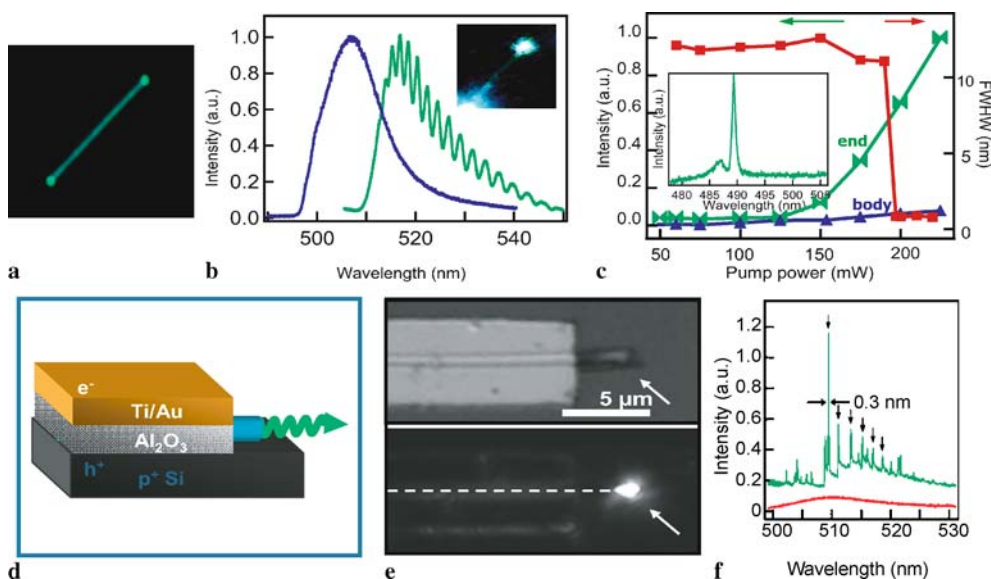 a
Intensity (a.u.)
1.0
0.8
0.6
0.4
0.2
0.0
500
520
540
Wavelength (nm)
b
Intensity (a.u.)
1.0
0.8
0.6
0.4
0.2
0.0
50
100
150
200
Pump power (mW)
10
5
0
FWHW (nm)
end
body
Intensity (a.u.)
480 485 490 495 500 505
Wavelength (nm)
c
e-
Ti/Au
Al2O3
h+
p+ Si
d
5 µm
e
Intensity (a.u.)
1.2
1.0
0.8
0.6
0.4
0.2
0
0.3 nm
500
510
520
530
Wavelength (nm)
f